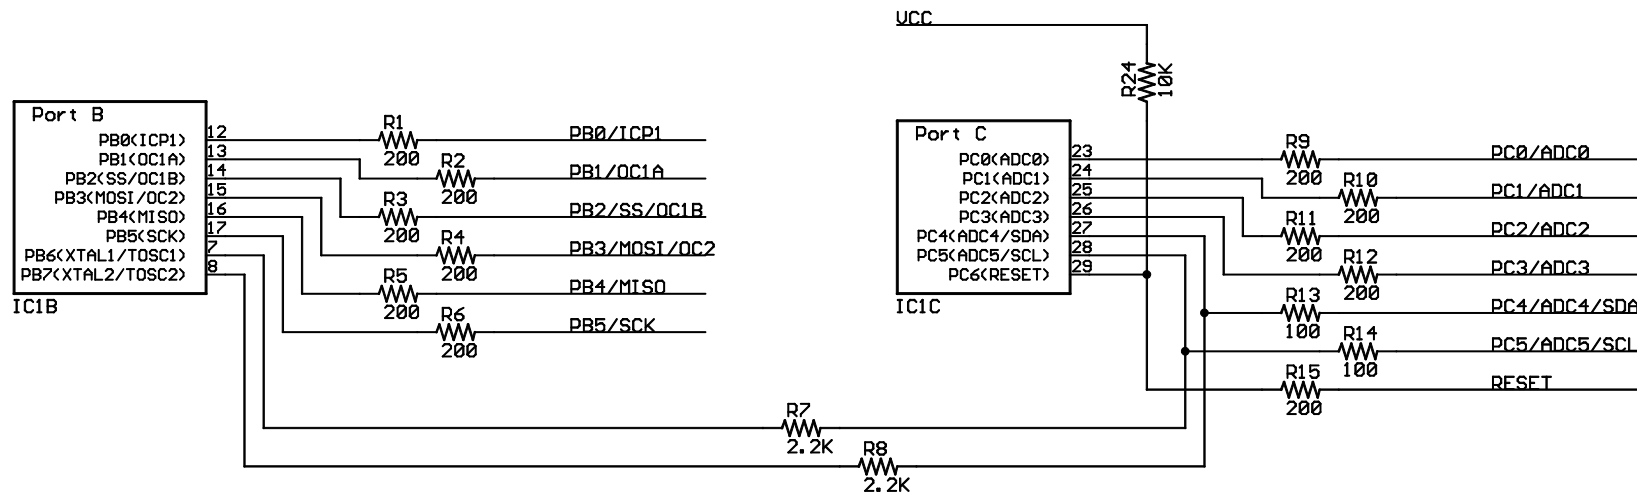 VCC
R24
10K
Port B
PB0(ICP1)
12
PB1(OC1A)
13
PB2(SS/OC1B)
14
PB3(MOSI/OC2)
15
PB4(MISO)
16
PB5(SCK)
17
PB6(XTAL1/TOSC1)
7
PB7(XTAL2/TOSC2)
8
IC1B
R1
200
PB0/ICP1
R2
200
PB1/OC1A
R3
200
PB2/SS/OC1B
R4
200
PB3/MOSI/OC2
R5
200
PB4/MISO
R6
200
PB5/SCK
R7
2.2K
R8
2.2K
Port C
PC0(ADC0)
23
PC1(ADC1)
24
PC2(ADC2)
25
PC3(ADC3)
26
PC4(ADC4/SDA)
27
PC5(ADC5/SCL)
28
PC6(RESET)
29
IC1C
R9
200
PC0/ADC0
R10
200
PC1/ADC1
R11
200
PC2/ADC2
R12
200
PC3/ADC3
R13
100
PC4/ADC4/SDA
R14
100
PC5/ADC5/SCL
R15
200
RESET